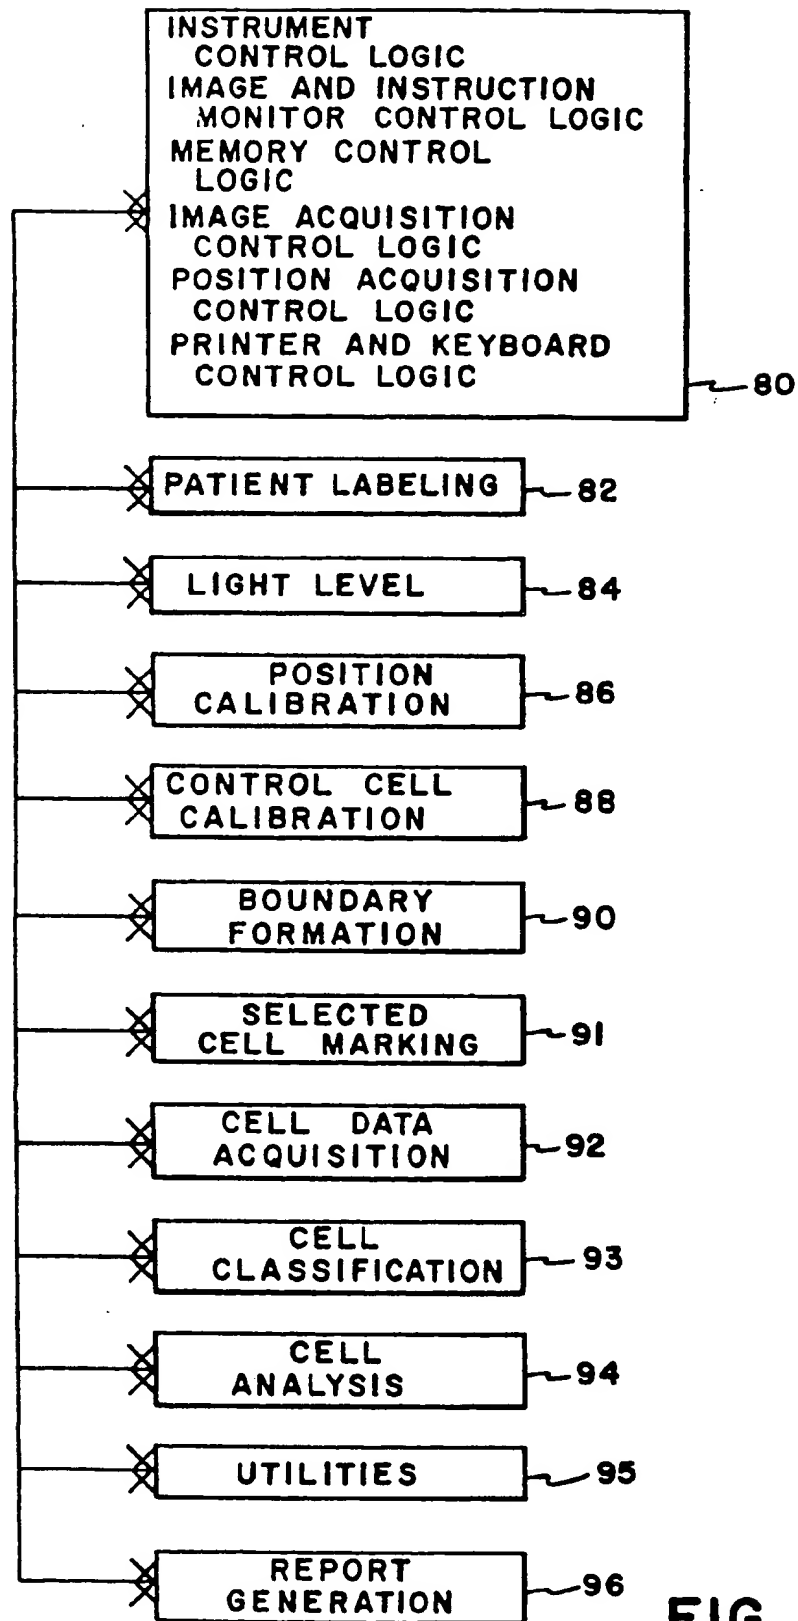 INSTRUMENT
CONTROL LOGIC
IMAGE AND INSTRUCTION
MONITOR CONTROL LOGIC
MEMORY CONTROL
LOGIC
IMAGE ACQUISITION
CONTROL LOGIC
POSITION ACQUISITION
CONTROL LOGIC
PRINTER AND KEYBOARD
CONTROL LOGIC
80
PATIENT LABELING
82
LIGHT LEVEL
84
POSITION
CALIBRATION
86
CONTROL CELL
CALIBRATION
88
BOUNDARY
FORMATION
90
SELECTED
CELL MARKING
91
CELL DATA
ACQUISITION
92
CELL
CLASSIFICATION
93
CELL
ANALYSIS
94
UTILITIES
95
REPORT
GENERATION
96
FIG